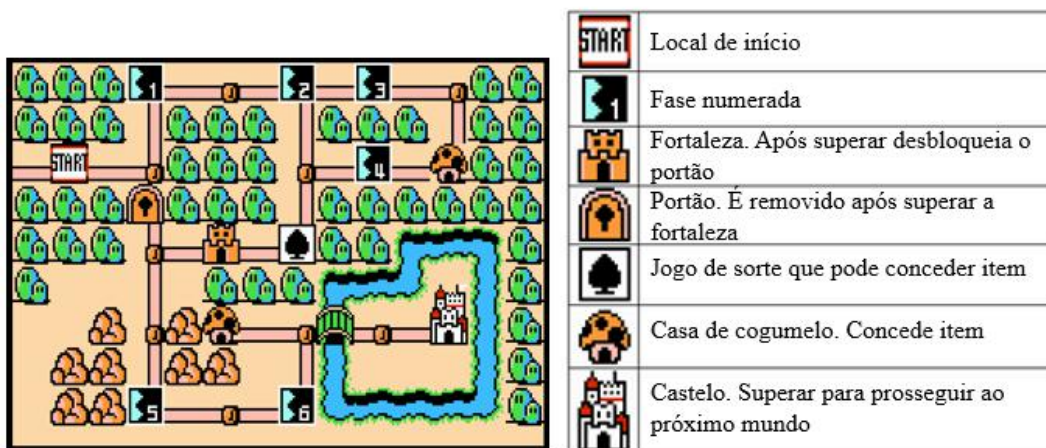 1
2
3
START
4
5
6
START
Local de início
1
Fase numerada
Fortaleza. Após superar desbloqueia o
portão
Portão. É removido após superar a
fortaleza
Jogo de sorte que pode conceder item
Casa de cogumelo. Concede item
Castelo. Superar para prosseguir ao
próximo mundo